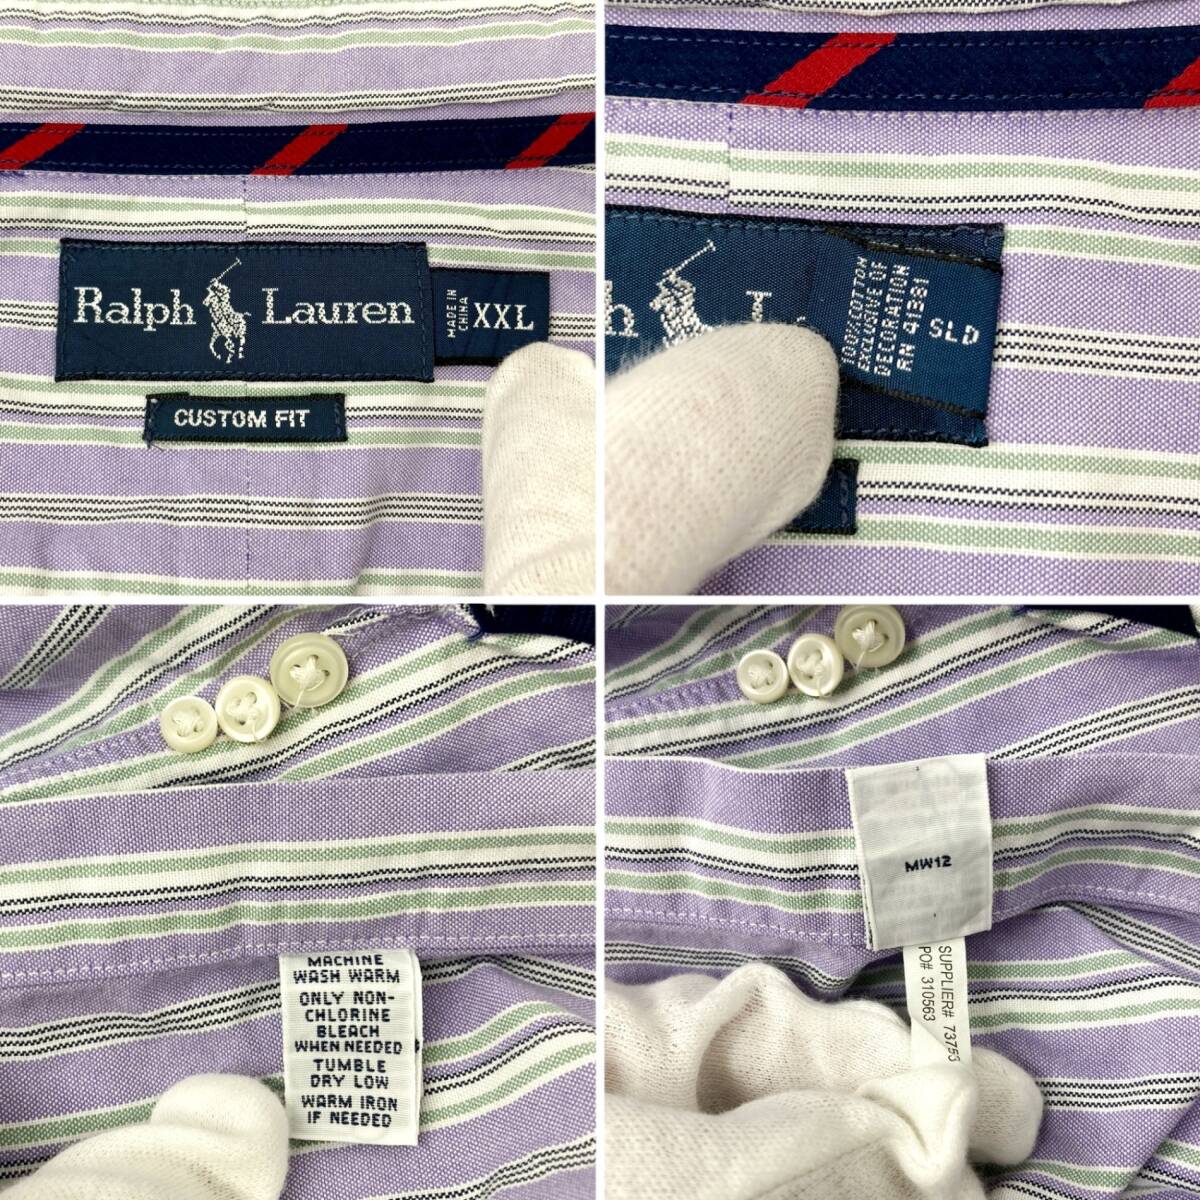 Ralph Lauren
MADE IN
CHINA
XXL
CUSTOM FIT
h L
100% COTTON
EXCLUSIVE OF
DECORATION
RN 41381
SLD
MACHINE
WASH WARM
ONLY NON-
CHLORINE
BLEACH
WHEN NEEDED
TUMBLE
DRY LOW
WARM IRON
IF NEEDED
MW12
SUPPLIER# 73753
PO# 310563